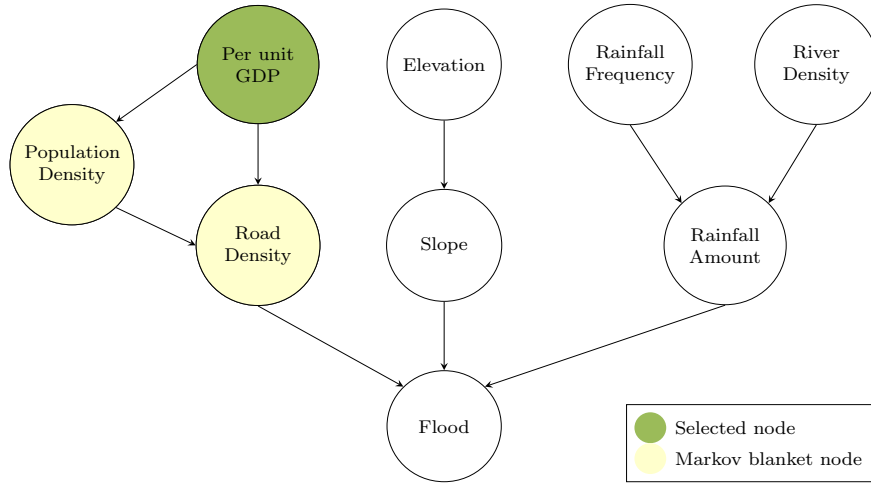 Per unit
GDP
Elevation
Rainfall
Frequency
River
Density
Population
Density
Road
Density
Slope
Rainfall
Amount
Flood
Selected node
Markov blanket node